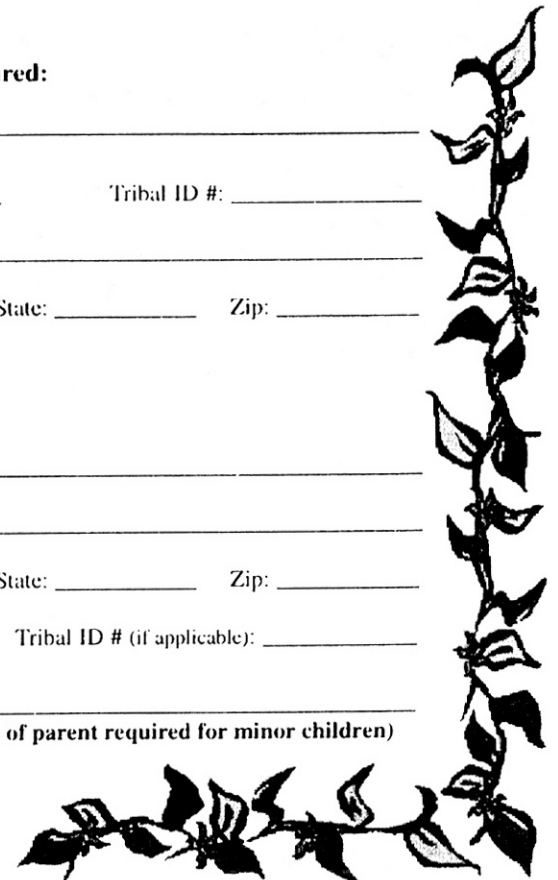 red:
Tribal ID #:
State: Zip:
State: Zip:
Tribal ID # (if applicable):
of parent required for minor children)